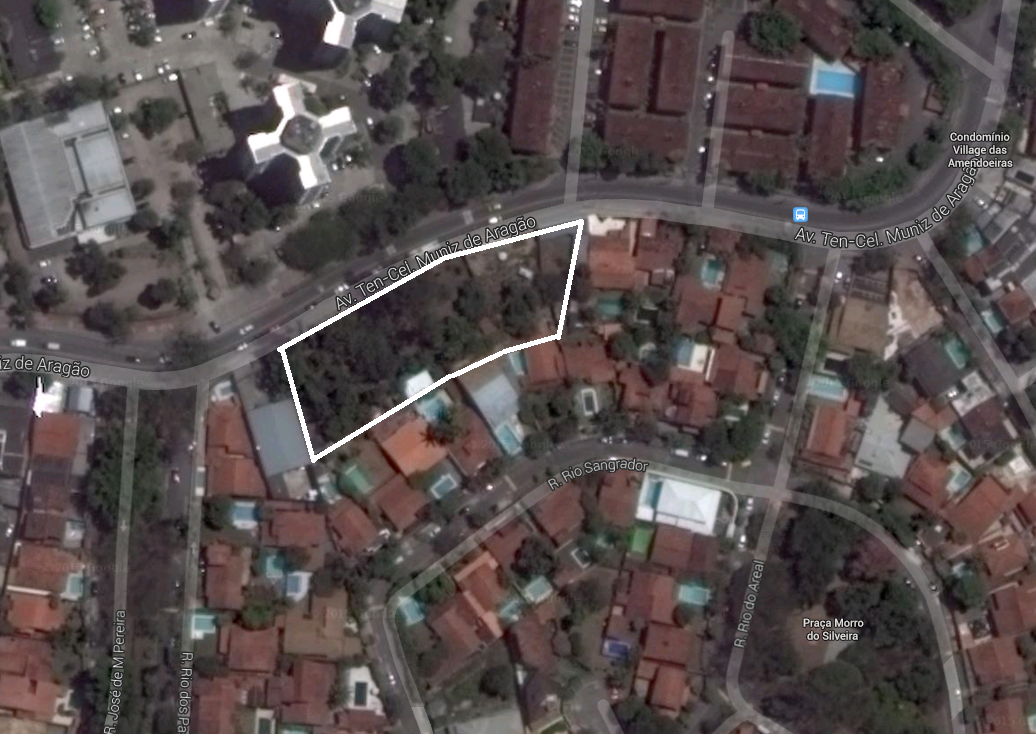 Condomínio
Village das
Amendoeiras
Av. Ten-Cel. Muniz de Aragão
Av. Ten-Cel. Muniz de Aragão
iz de Aragão
R. Rio Sangrador
R. Rio do Areal
Praça Morro
do Silveira
R. José de M Pereira
R. Rio dos Pa